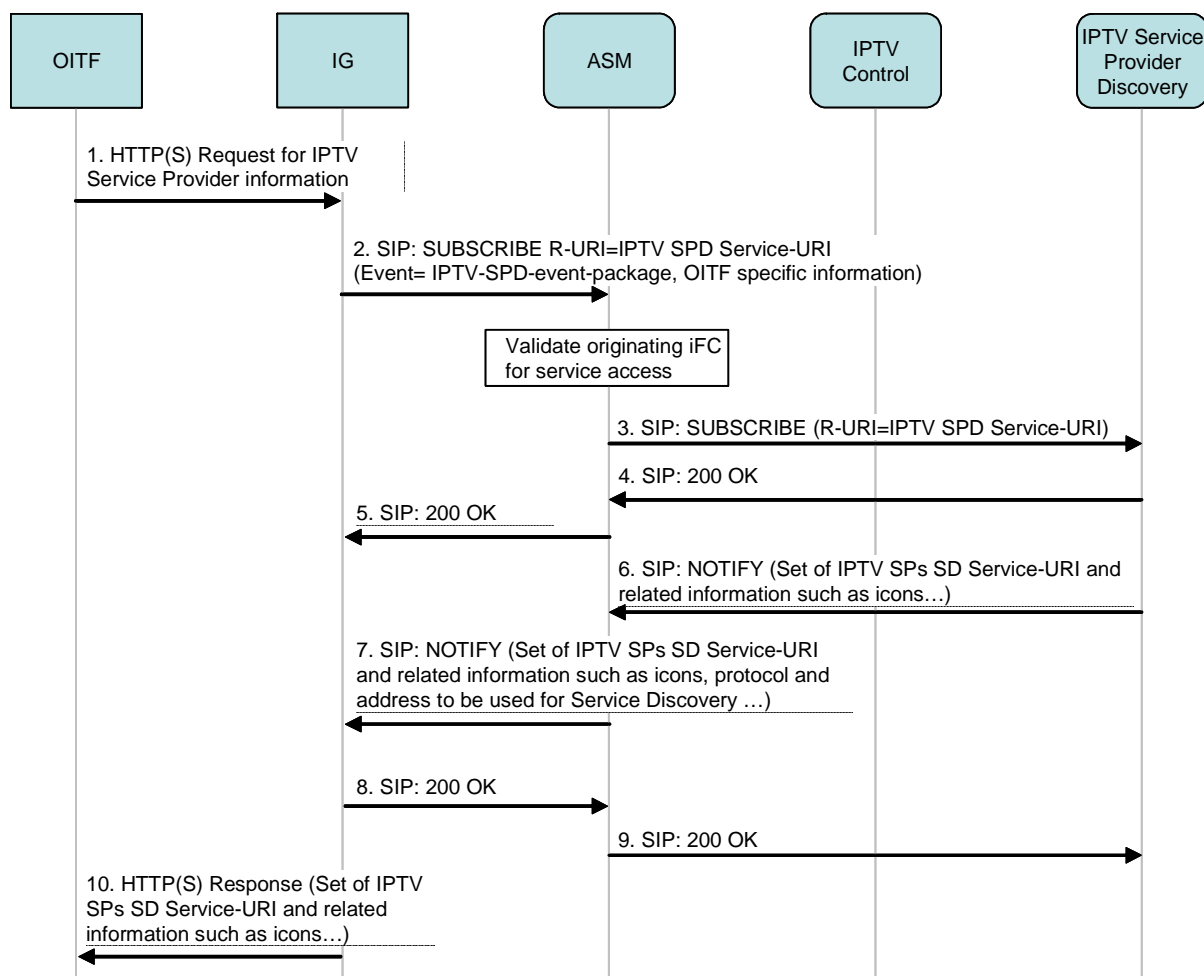 OITF
IG
ASM
IPTV
Control
IPTV Service
Provider
Discovery
1. HTTP(S) Request for IPTV
Service Provider information
2. SIP: SUBSCRIBE R-URI=IPTV SPD Service-URI
(Event= IPTV-SPD-event-package, OITF specific information)
Validate originating iFC
for service access
3. SIP: SUBSCRIBE (R-URI=IPTV SPD Service-URI)
4. SIP: 200 OK
5. SIP: 200 OK
6. SIP: NOTIFY (Set of IPTV SPs SD Service-URI and
related information such as icons…)
7. SIP: NOTIFY (Set of IPTV SPs SD Service-URI
and related information such as icons, protocol and
address to be used for Service Discovery …)
8. SIP: 200 OK
9. SIP: 200 OK
10. HTTP(S) Response (Set of IPTV
SPs SD Service-URI and related
information such as icons…)